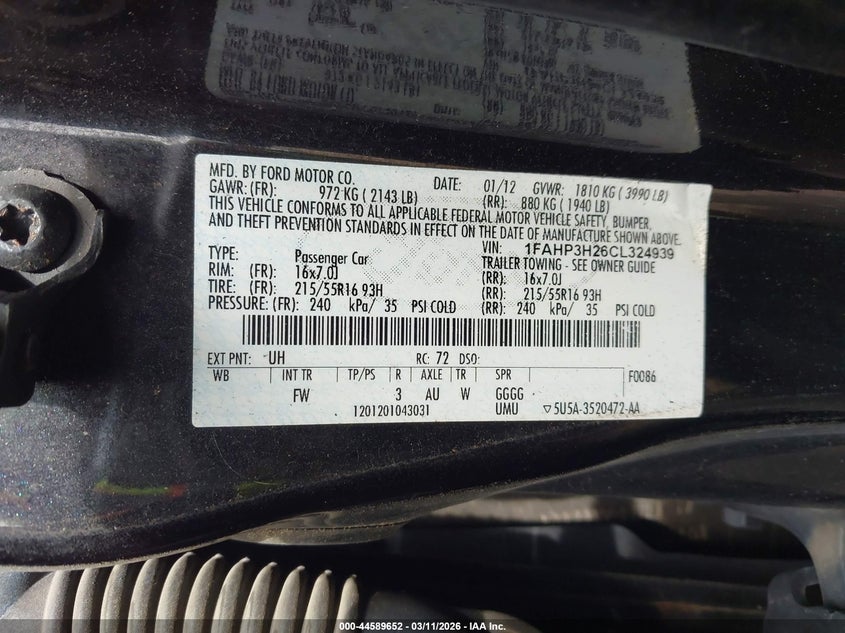 MFD. BY FORD MOTOR CO. DATE: 01/12 GVWR: 1810 KG ( 3990 LB)
GAWR: (FR): 972 KG ( 2143 LB) (RR): 880 KG ( 1940 LB)
THIS VEHICLE CONFORMS TO ALL APPLICABLE FEDERAL MOTOR VEHICLE SAFETY, BUMPER,
AND THEFT PREVENTION STANDARDS IN EFFECT ON THE DATE OF MANUFACTURE SHOWN ABOVE.
VIN: 1FAHP3H26CL324939
TYPE: Passenger Car TRAILER TOWING - SEE OWNER GUIDE
RIM: (FR): 16x7.0J (RR): 16x7.0J
TIRE: (FR): 215/55R16 93H (RR): 215/55R16 93H
PRESSURE: (FR): 240 kPa/ 35 PSI COLD (RR): 240 kPa/ 35 PSI COLD
EXT PNT: UH RC: 72 DSO:
WB INT TR TP/PS R AXLE TR SPR F0086
FW 3 AU W GGGG
1201201043031 UMU ▽5U5A-3520472-AA
000-44589652 - 03/11/2026 - IAA Holdings, LLC